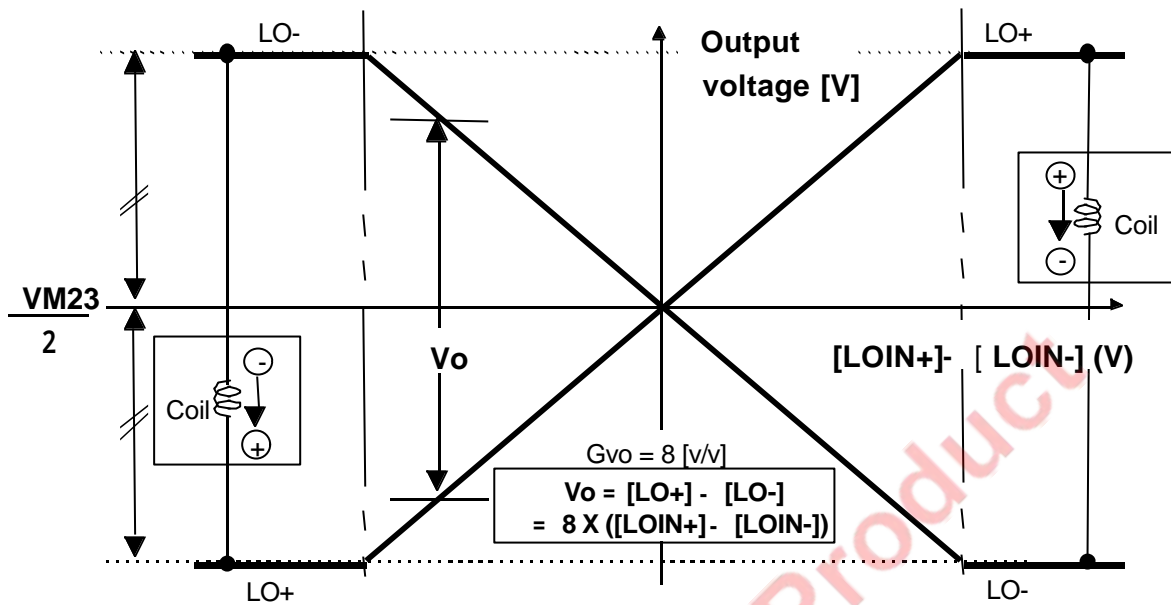 LO-
Output
voltage [V]
LO+
+
-
Coil
VM23
2
[LOIN+]- [ LOIN-] (V)
Vo
-
Coil
+
Gvo = 8 [v/v]
Vo = [LO+] - [LO-]
= 8 X ([LOIN+] - [LOIN-])
LO+
LO-
Product